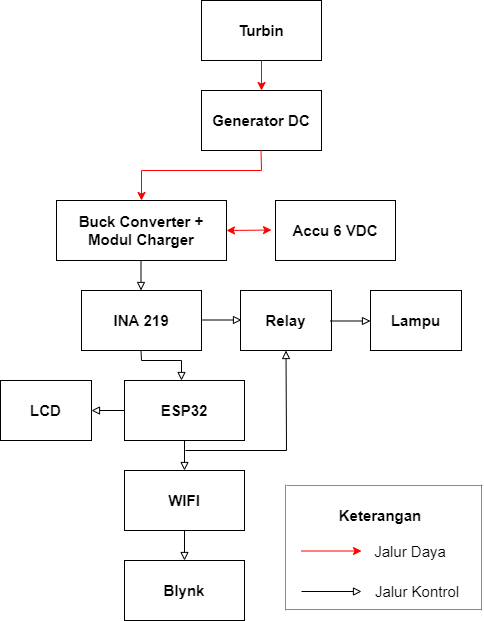 Turbin
Generator DC
Buck Converter +
Modul Charger
Accu 6 VDC
INA 219
Relay
Lampu
LCD
ESP32
WIFI
Blynk
Keterangan
Jalur Daya
Jalur Kontrol